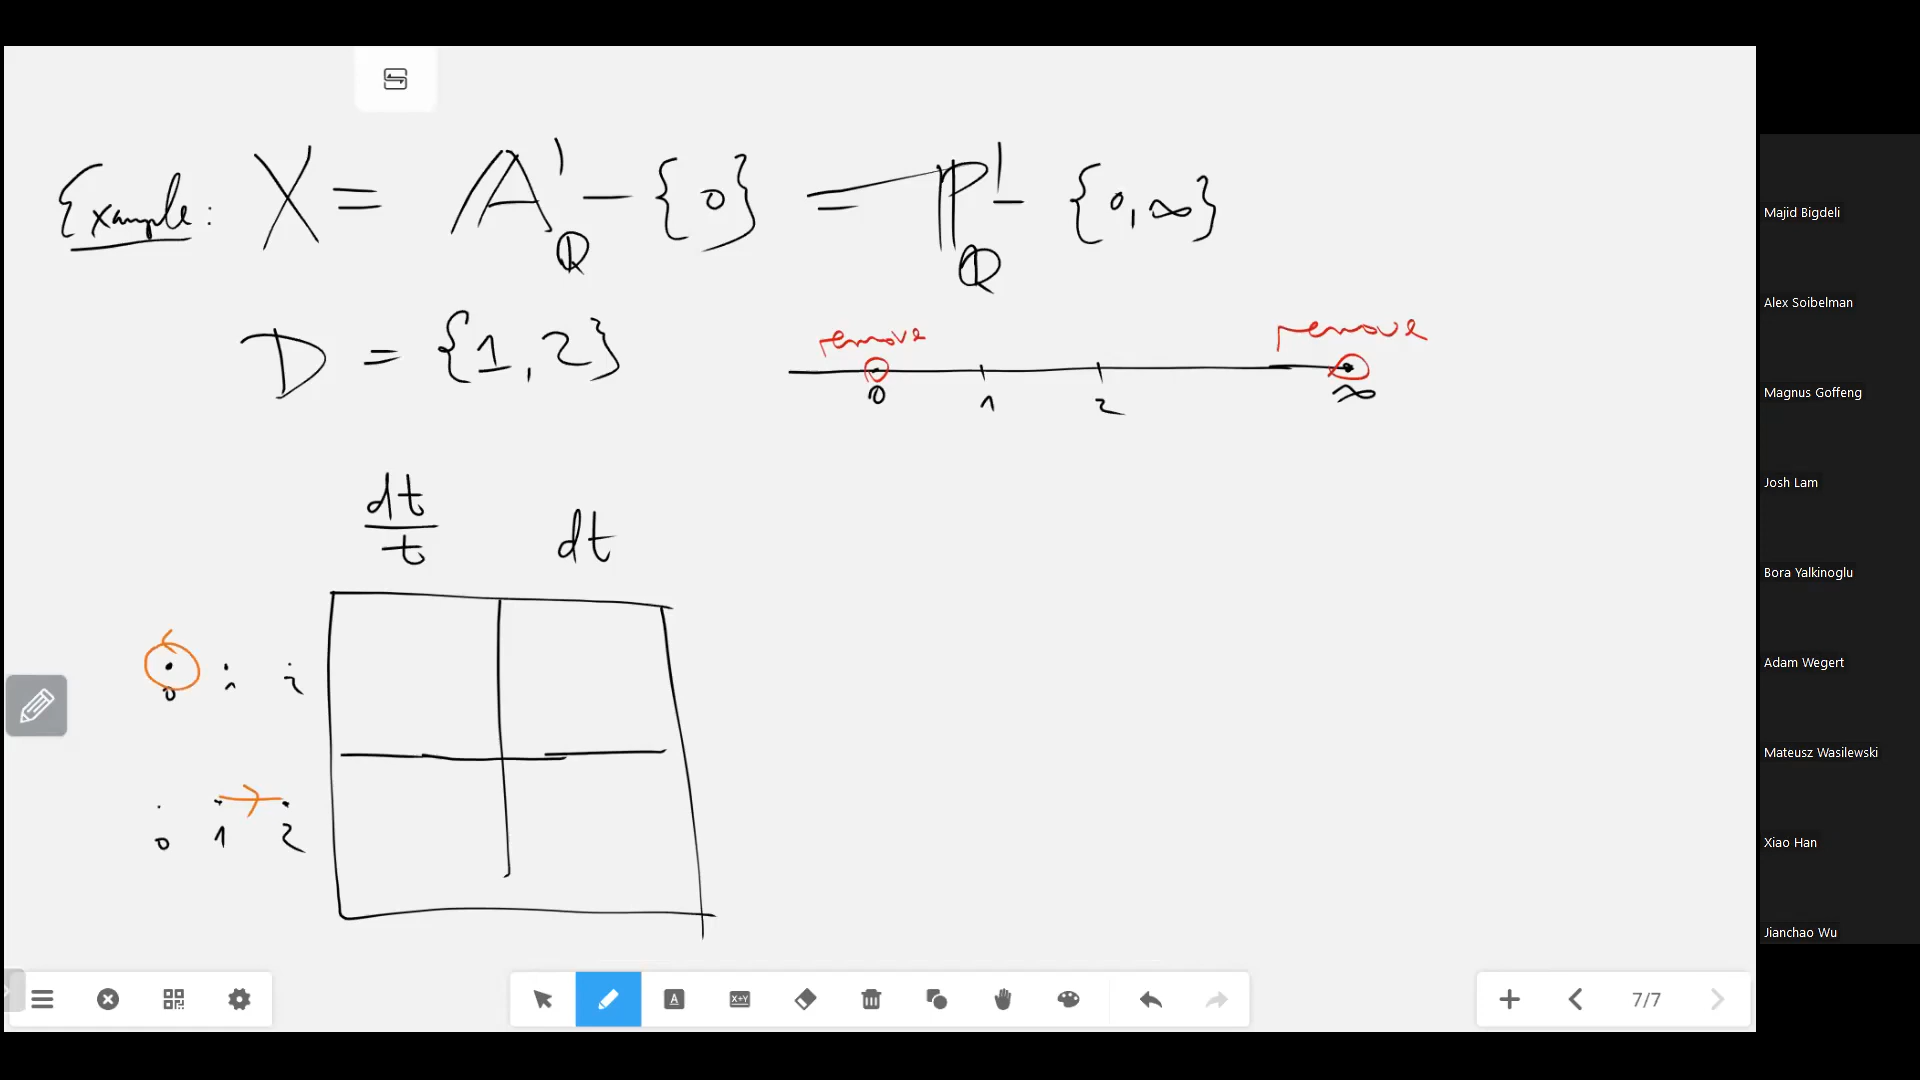 Example: X = A¹_Q − {0} = P¹_Q − {0, ∞}
D = {1, 2}
remove remove
0 1 2 ∞
dt/t dt
0 1 2
0 1 2
Majid Bigdeli
Alex Soibelman
Magnus Goffeng
Josh Lam
Bora Yalkinoglu
Adam Wegert
Mateusz Wasilewski
Xiao Han
Jianchao Wu
A
X+Y
7/7